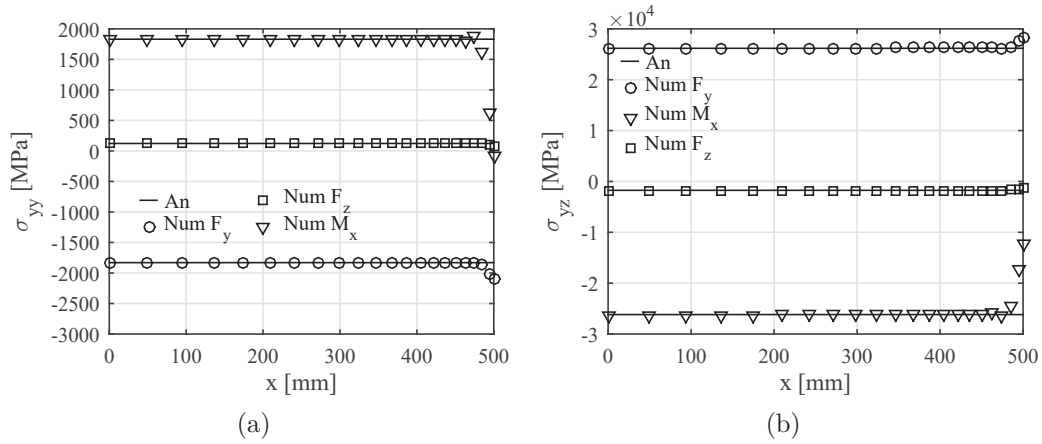 2000
1500
1000
500
0
-500
-1000
-1500
-2000
-2500
-3000
σyy [MPa]
An
Num Fy
Num Fz
Num Mx
0 100 200 300 400 500
x [mm]
(a)
×10^4
3
2
1
0
-1
-2
-3
σyz [MPa]
An
Num Fy
Num Mx
Num Fz
0 100 200 300 400 500
x [mm]
(b)